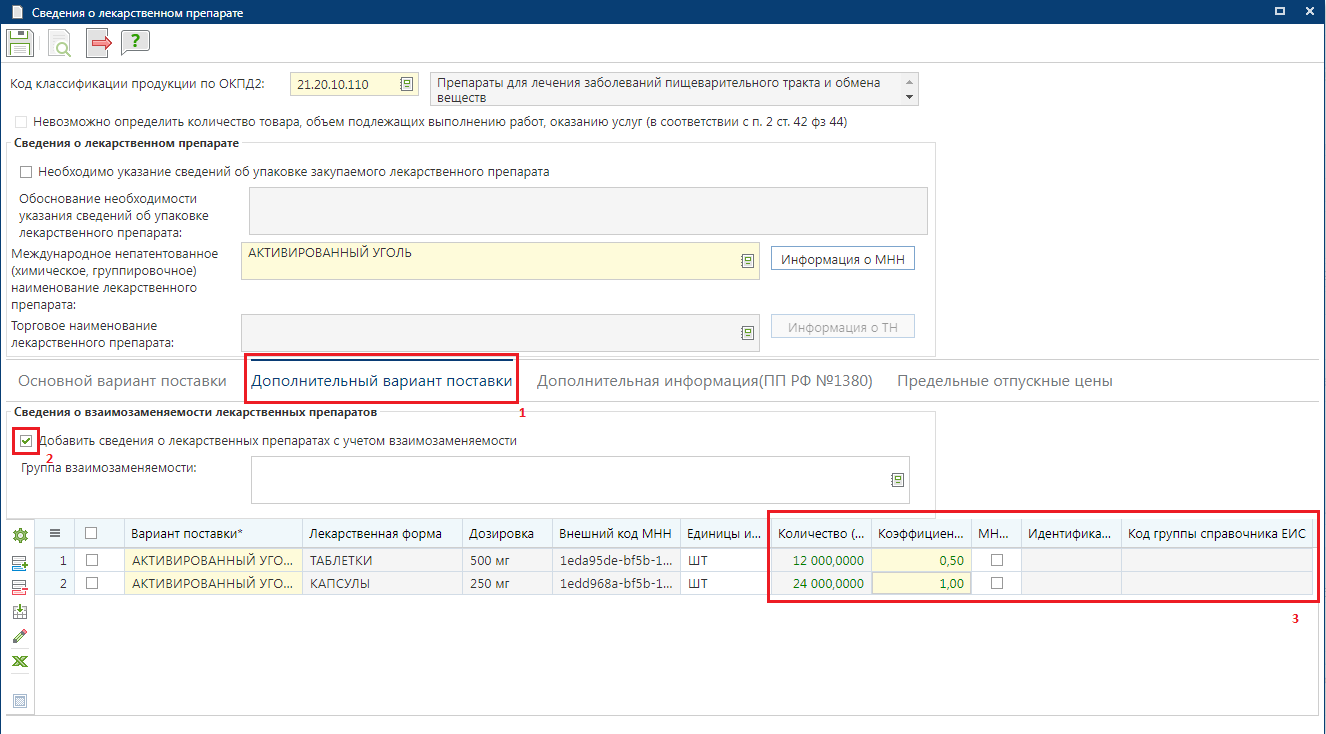 Сведения о лекарственном препарате
Код классификации продукции по ОКПД2:
21.20.10.110
Препараты для лечения заболеваний пищеварительного тракта и обмена
веществ
Невозможно определить количество товара, объем подлежащих выполнению работ, оказанию услуг (в соответствии с п. 2 ст. 42 фз 44)
Сведения о лекарственном препарате
Необходимо указание сведений об упаковке закупаемого лекарственного препарата
Обоснование необходимости
указания сведений об упаковке
лекарственного препарата:
Международное непатентованное
(химическое, группировочное)
наименование лекарственного
препарата:
АКТИВИРОВАННЫЙ УГОЛЬ
Информация о МНН
Торговое наименование
лекарственного препарата:
Информация о ТН
Основной вариант поставки
Дополнительный вариант поставки
Дополнительная информация(ПП РФ №1380)
Предельные отпускные цены
1
Сведения о взаимозаменяемости лекарственных препаратов
Добавить сведения о лекарственных препаратах с учетом взаимозаменяемости
2
Группа взаимозаменяемости:
Вариант поставки* Лекарственная форма Дозировка Внешний код МНН Единицы и... Количество (... Коэффициен... МН... Идентифика... Код группы справочника ЕИС
1 АКТИВИРОВАННЫЙ УГО... ТАБЛЕТКИ 500 мг 1eda95de-bf5b-1... ШТ 12 000,0000 0,50
2 АКТИВИРОВАННЫЙ УГО... КАПСУЛЫ 250 мг 1edd968a-bf5b-1... ШТ 24 000,0000 1,00
3